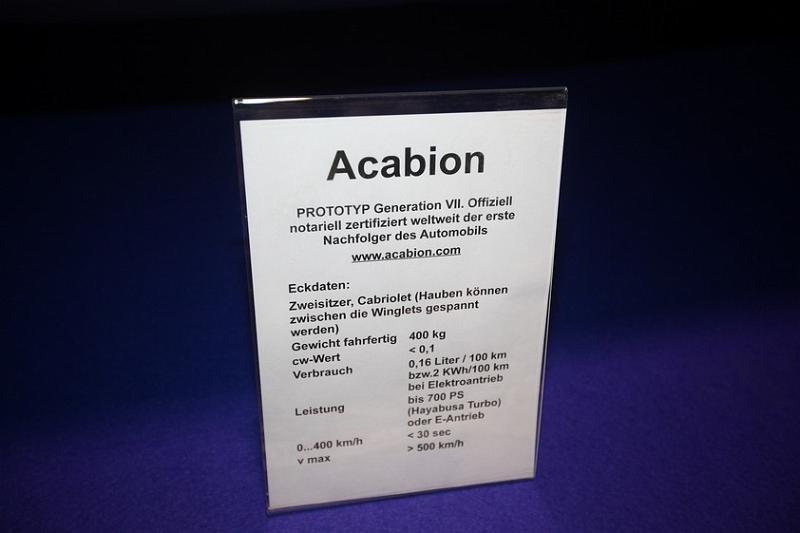 Acabion
PROTOTYP Generation VII. Offiziell
notariell zertifiziert weltweit der erste
Nachfolger des Automobils
www.acabion.com
Eckdaten:
Zweisitzer, Cabriolet (Hauben können
zwischen die Winglets gespannt
werden)
Gewicht fahrfertig 400 kg
cw-Wert < 0,1
Verbrauch 0,16 Liter / 100 km
bzw.2 KWh/100 km
bei Elektroantrieb
Leistung bis 700 PS
(Hayabusa Turbo)
oder E-Antrieb
0...400 km/h < 30 sec
v max > 500 km/h